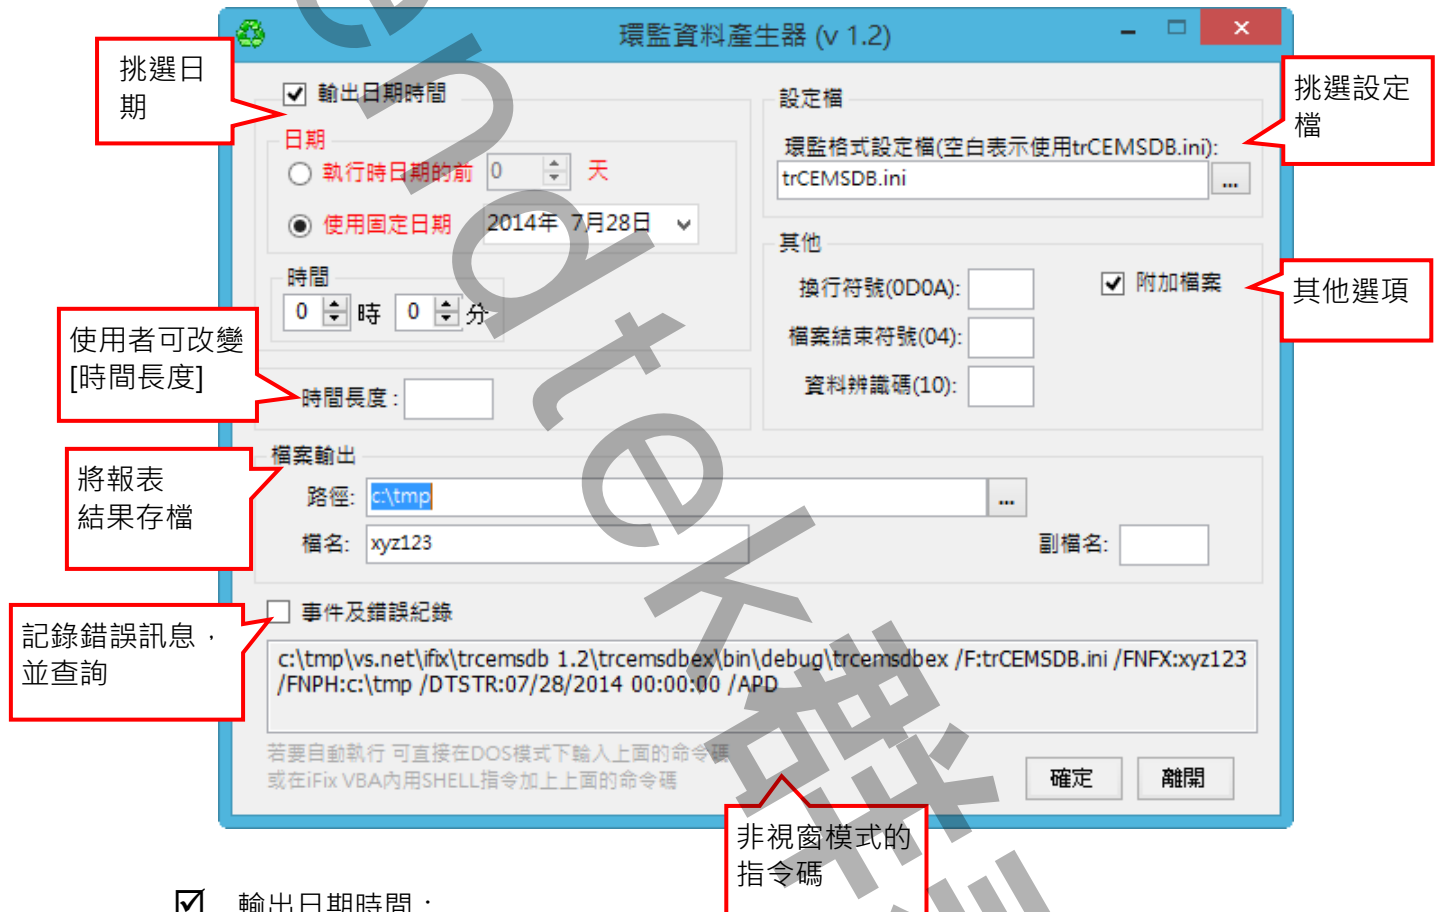 環監資料產生器 (v 1.2)
挑選日
期
輸出日期時間
日期
執行時日期的前 0 天
使用固定日期 2014年 7月28日
時間
0 時 0 分
使用者可改變
[時間長度]
時間長度:
設定檔
環監格式設定檔(空白表示使用trCEMSDB.ini):
trCEMSDB.ini ...
挑選設定
檔
其他
換行符號(0D0A):
附加檔案
檔案結束符號(04):
資料辨識碼(10):
其他選項
將報表
結果存檔
檔案輸出
路徑: c:\tmp ...
檔名: xyz123
副檔名:
記錄錯誤訊息，
並查詢
事件及錯誤紀錄
c:\tmp\vs.net\ifix\trcemsdb 1.2\trcemsdbex\bin\debug\trcemsdbex /F:trCEMSDB.ini /FNFX:xyz123
/FNPH:c:\tmp /DTSTR:07/28/2014 00:00:00 /APD
若要自動執行 可直接在DOS模式下輸入上面的命令碼
或在iFix VBA內用SHELL指令加上上面的命令碼
確定 離開
非視窗模式的
指令碼
輸出日期時間：
ndtek群